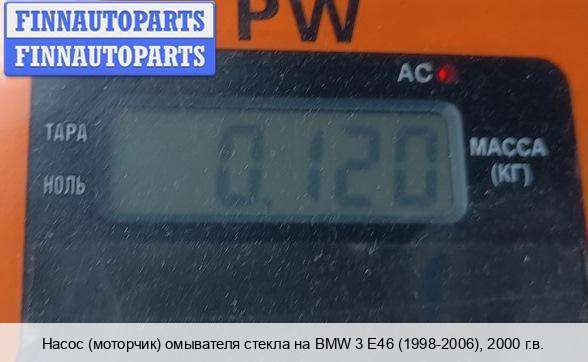 FINNAUTOPARTS
FINNAUTOPARTS
PW
AC
ТАРА
0.120
МАССА
НОЛЬ
(КГ)
Насос (моторчик) омывателя стекла на BMW 3 E46 (1998-2006), 2000 г.в.